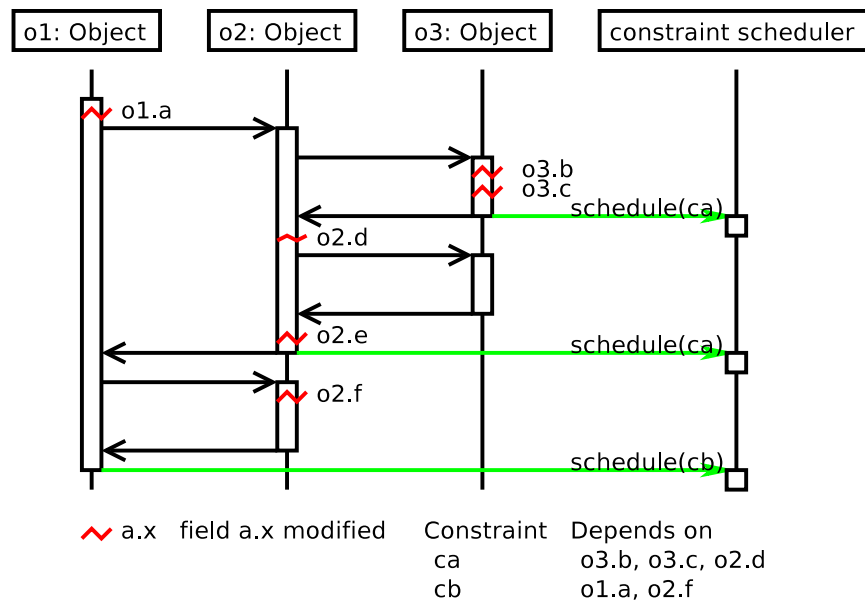 o1: Object o2: Object o3: Object constraint scheduler
o1.a
o3.b
o3.c
schedule(ca)
o2.d
o2.e
schedule(ca)
o2.f
schedule(cb)
a.x field a.x modified Constraint Depends on
ca o3.b, o3.c, o2.d
cb o1.a, o2.f